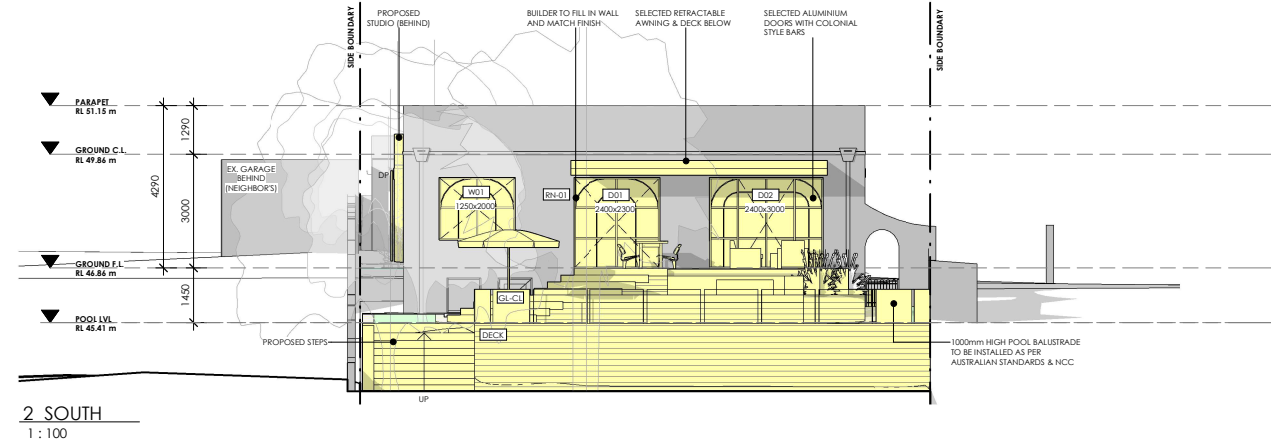 PROPOSED
STUDIO (BEHIND)
BUILDER TO FILL IN WALL
AND MATCH FINISH
SELECTED RETRACTABLE
AWNING & DECK BELOW
SELECTED ALUMINIUM
DOORS WITH COLONIAL
STYLE BARS
SIDE BOUNDARY
SIDE BOUNDARY
PARAPET
RL 51.15 m
1290
GROUND C.L.
RL 49.86 m
4290
3000
EX. GARAGE
BEHIND
(NEIGHBOR'S)
DP
W01
1250x2000
RN-01
D01
2400x2300
D02
2400x3000
GROUND F.L.
RL 46.86 m
1450
GL-CL
POOL LVL
RL 45.41 m
PROPOSED STEPS
DECK
1000mm HIGH POOL BALUSTRADE
TO BE INSTALLED AS PER
AUSTRALIAN STANDARDS & NCC
UP
2 SOUTH
1 : 100